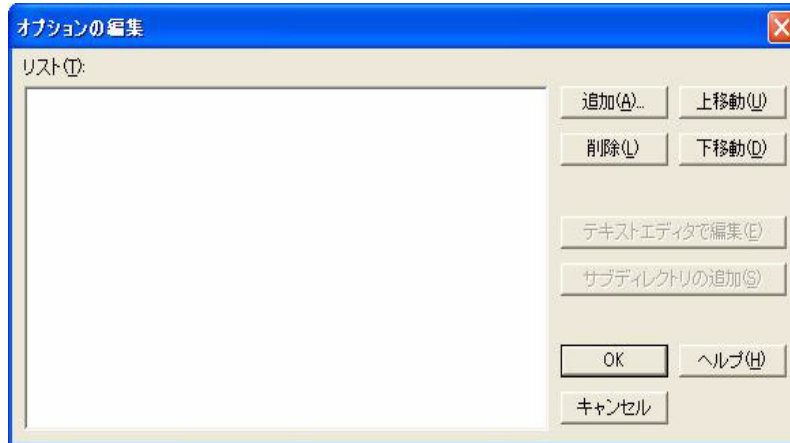 オプションの編集
リスト(T):
追加(A)... 上移動(U)
削除(L) 下移動(D)
テキストエディタで編集(E)
サブディレクトリの追加(S)
OK ヘルプ(H)
キャンセル